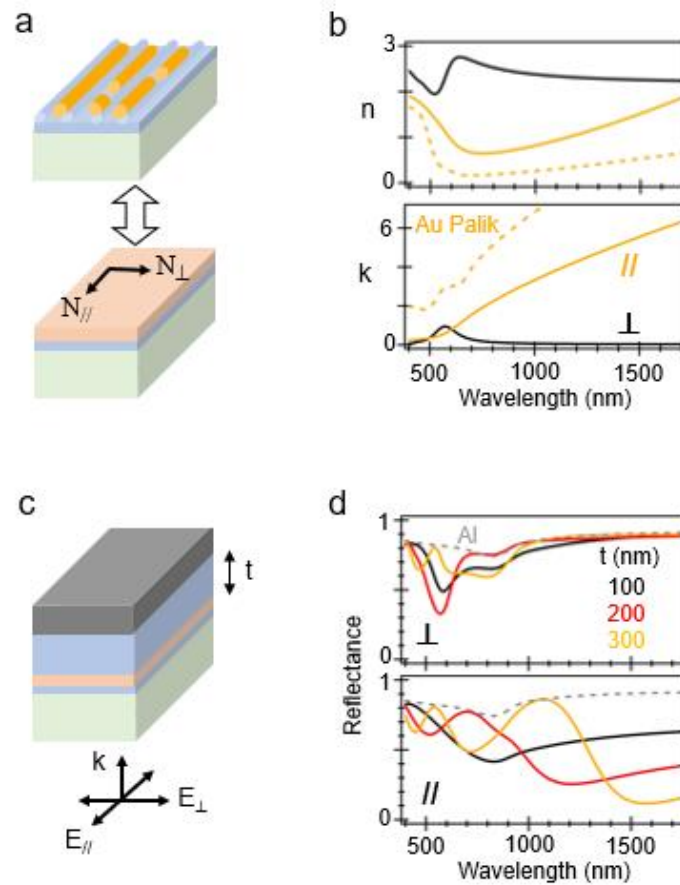 a
N⊥
N//
b
3
n
0
Au Palik
6
//
k
⊥
0
500
1000
1500
Wavelength (nm)
c
t
k
E⊥
E//
d
1
Al
t (nm)
100
200
300
⊥
0
Reflectance
1
//
0
500
1000
1500
Wavelength (nm)